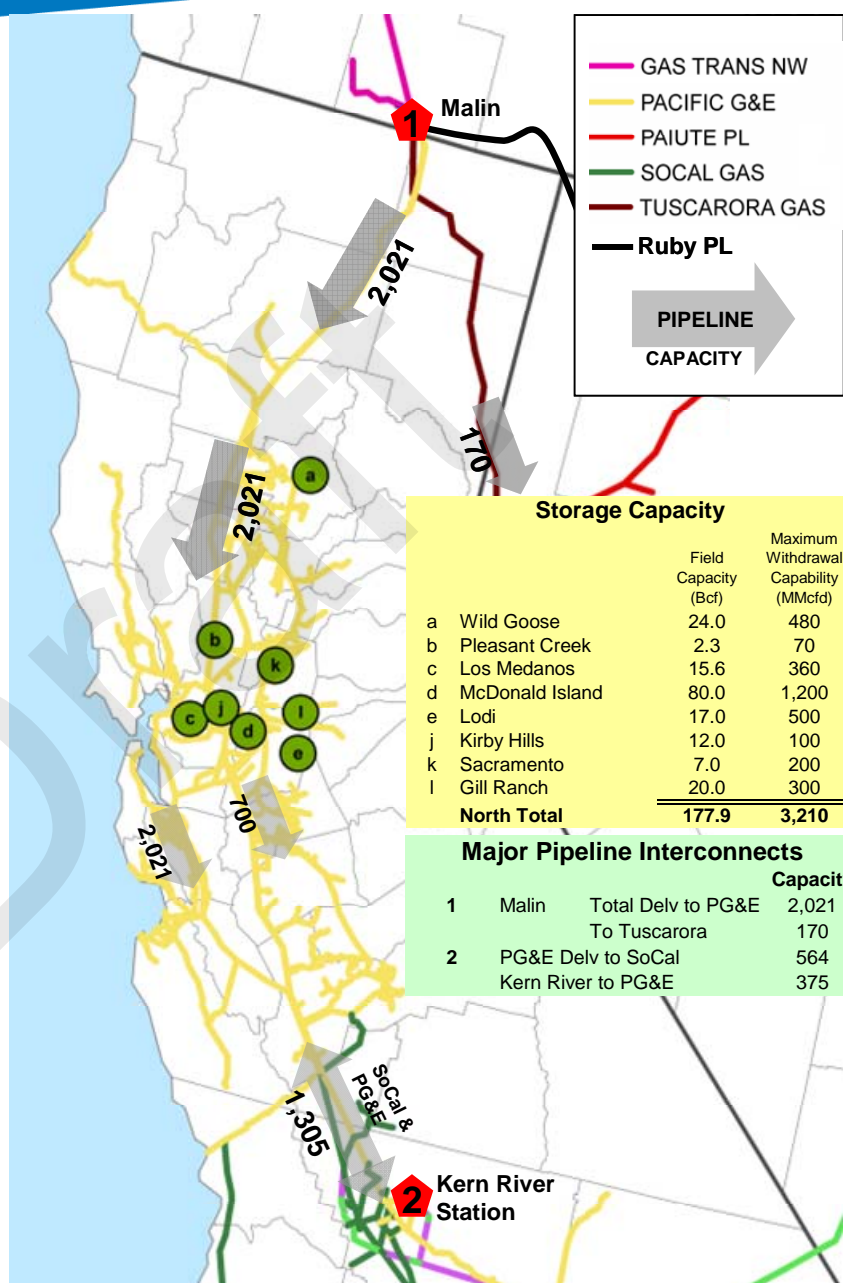 GAS TRANS NW
PACIFIC G&E
PAIUTE PL
SOCAL GAS
TUSCARORA GAS
Ruby PL
PIPELINE
CAPACITY
1 Malin
2,021
170
2,021
a
b
k
c
j
d
l
e
700
2,021
Storage Capacity
Field Capacity (Bcf) Maximum Withdrawal Capability (MMcfd)
a Wild Goose 24.0 480
b Pleasant Creek 2.3 70
c Los Medanos 15.6 360
d McDonald Island 80.0 1,200
e Lodi 17.0 500
j Kirby Hills 12.0 100
k Sacramento 7.0 200
l Gill Ranch 20.0 300
North Total 177.9 3,210
Major Pipeline Interconnects
Capacit
1 Malin Total Delv to PG&E 2,021
To Tuscarora 170
2 PG&E Delv to SoCal 564
Kern River to PG&E 375
SoCal &
PG&E
1,305
2 Kern River
Station
Draft